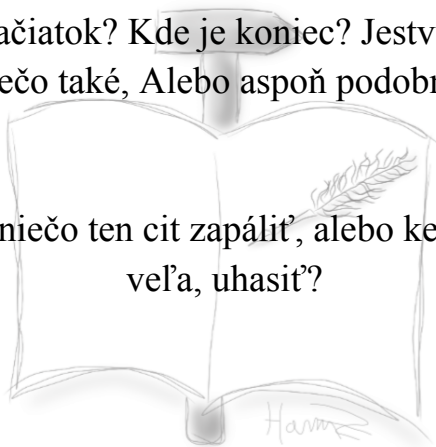 ačiatok? Kde je koniec? Jestv
ečo také, Alebo aspoň podobn
niečo ten cit zapáliť, alebo ke
veľa, uhasiť?